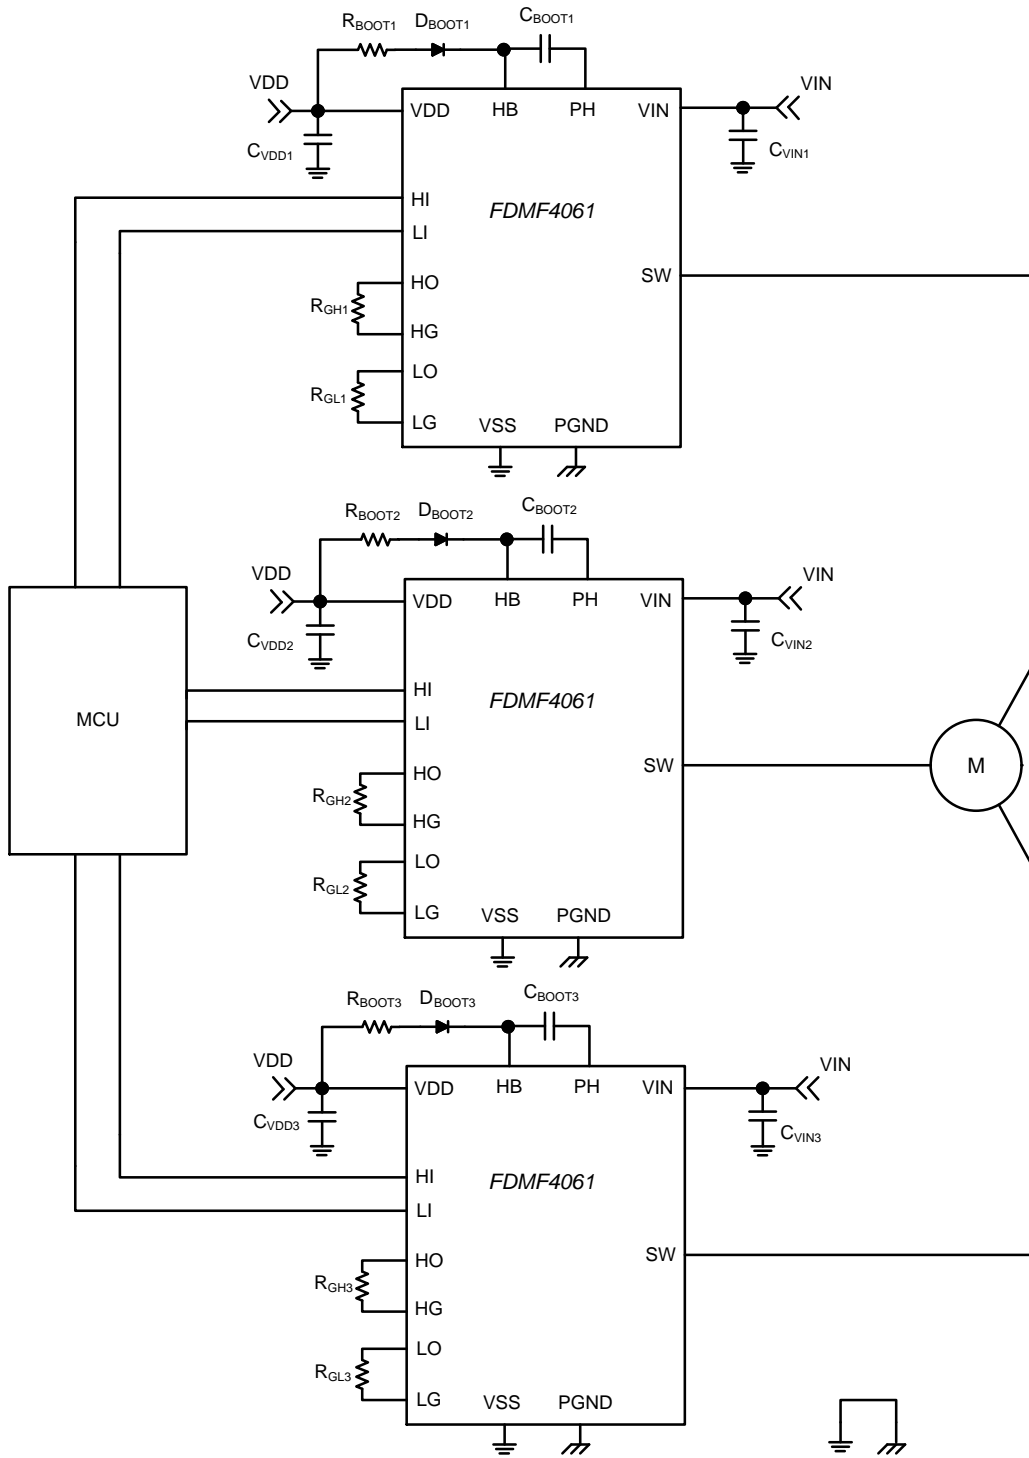 RBOOT1 DBOOT1 CBOOT1
VDD VIN
VDD HB PH VIN
CVDD1 CVIN1
HI FDMF4061
LI
SW
HO
RGH1
HG
LO
RGL1
LG VSS PGND
RBOOT2 DBOOT2 CBOOT2
VDD VIN
VDD HB PH VIN
CVDD2 CVIN2
HI FDMF4061
MCU LI
SW M
HO
RGH2
HG
LO
RGL2
LG VSS PGND
RBOOT3 DBOOT3 CBOOT3
VDD VIN
VDD HB PH VIN
CVDD3 CVIN3
HI FDMF4061
LI
SW
HO
RGH3
HG
LO
RGL3
LG VSS PGND